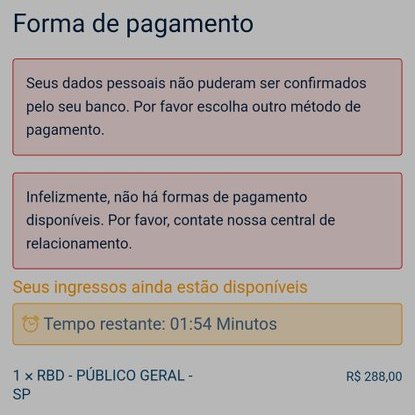 Forma de pagamento
Seus dados pessoais não puderam ser confirmados
pelo seu banco. Por favor escolha outro método de
pagamento.
Infelizmente, não há formas de pagamento
disponíveis. Por favor, contate nossa central de
relacionamento.
Seus ingressos ainda estão disponíveis
Tempo restante: 01:54 Minutos
1 × RBD - PÚBLICO GERAL - R$ 288,00
SP